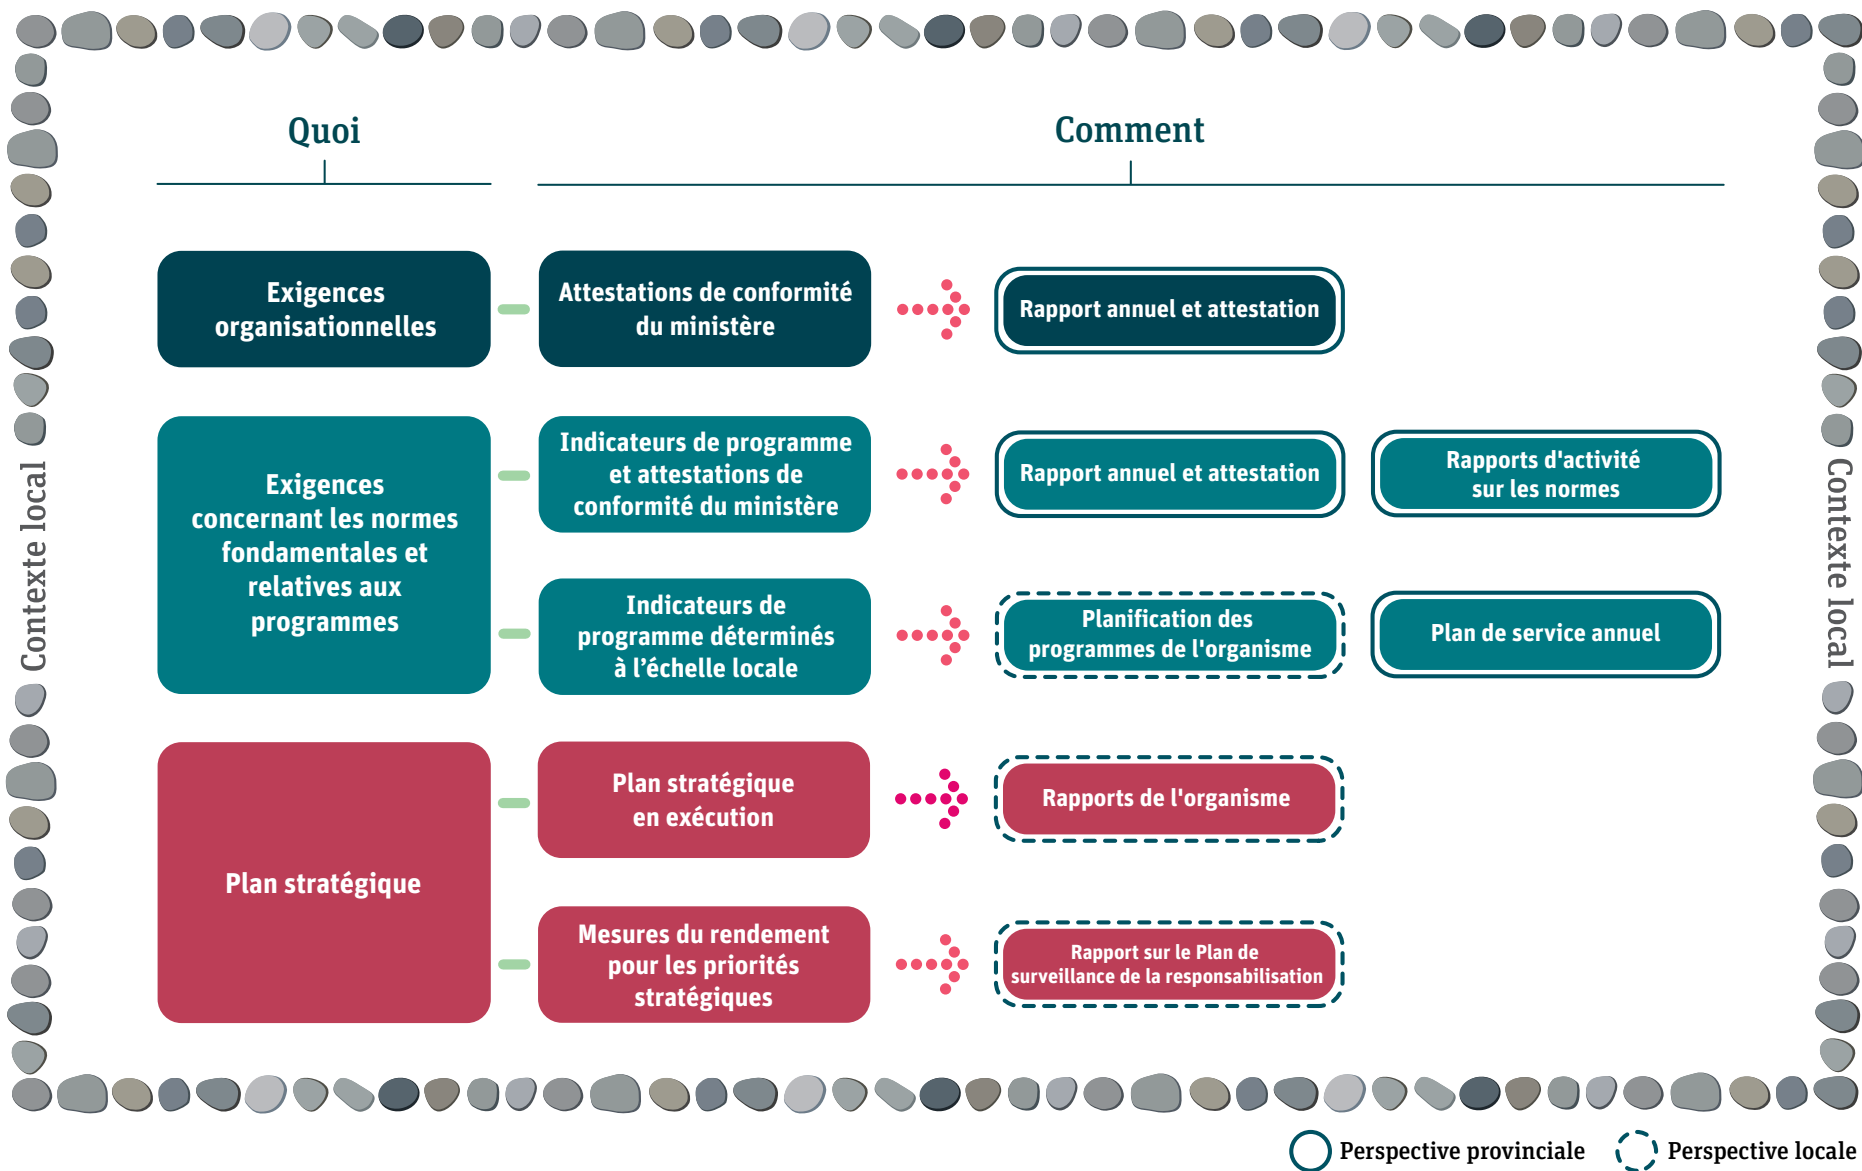 Quoi
Comment
Exigences
organisationnelles
Attestations de conformité
du ministère
Rapport annuel et attestation
Exigences
concernant les normes
fondamentales et
relatives aux
programmes
Indicateurs de programme
et attestations de
conformité du ministère
Rapport annuel et attestation
Rapports d'activité
sur les normes
Indicateurs de
programme déterminés
à l’échelle locale
Planification des
programmes de l'organisme
Plan de service annuel
Plan stratégique
Plan stratégique
en exécution
Rapports de l'organisme
Mesures du rendement
pour les priorités
stratégiques
Rapport sur le Plan de
surveillance de la responsabilisation
Contexte local
Contexte local
Perspective provinciale
Perspective locale